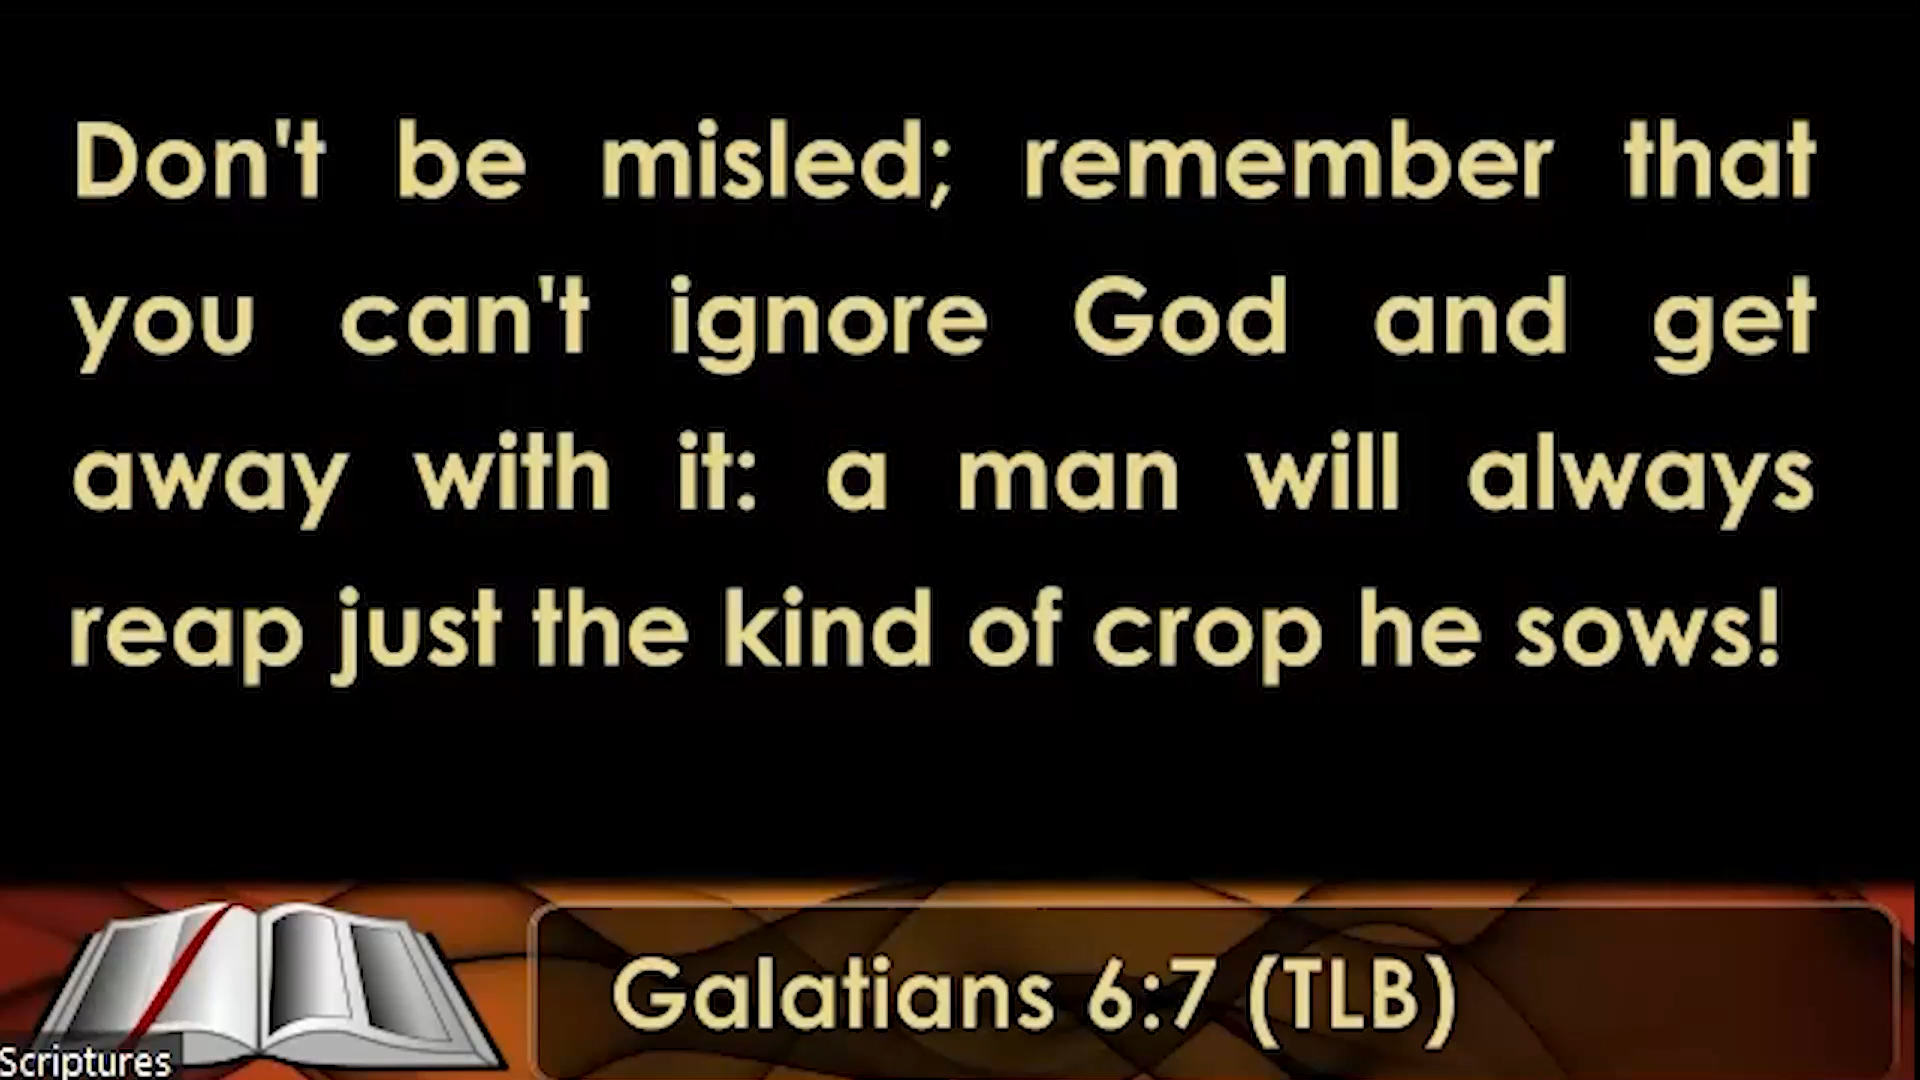 Don't be misled; remember that
you can't ignore God and get
away with it: a man will always
reap just the kind of crop he sows!
Galatians 6:7 (TLB)
Scriptures